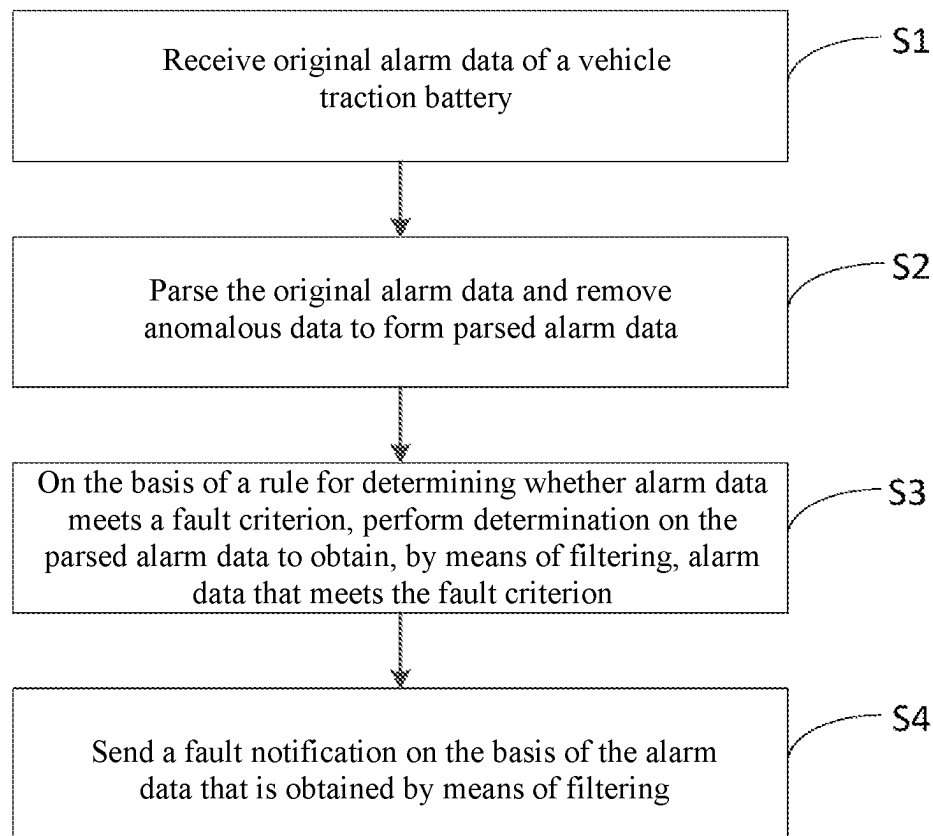 Receive original alarm data of a vehicle
traction battery
S1
Parse the original alarm data and remove
anomalous data to form parsed alarm data
S2
On the basis of a rule for determining whether alarm data
meets a fault criterion, perform determination on the
parsed alarm data to obtain, by means of filtering, alarm
data that meets the fault criterion
S3
Send a fault notification on the basis of the alarm
data that is obtained by means of filtering
S4